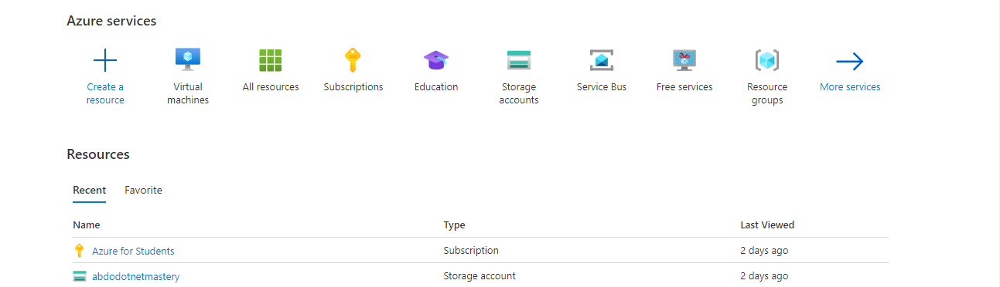 Azure services
Create a resource
Virtual machines
All resources
Subscriptions
Education
Storage accounts
Service Bus
Free services
Resource groups
More services
Resources
Recent Favorite
Name Type Last Viewed
Azure for Students Subscription 2 days ago
abdodotnetmastery Storage account 2 days ago